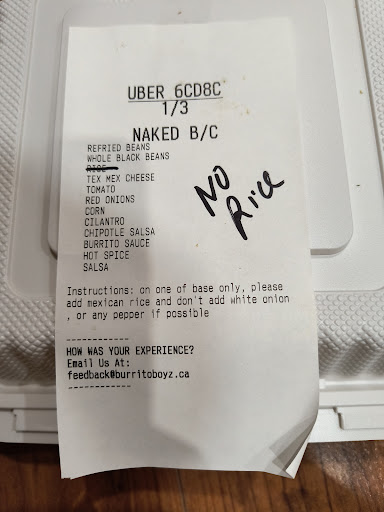 UBER 6CD8C
1/3
NAKED B/C
REFRIED BEANS
WHOLE BLACK BEANS
RICE
TEX MEX CHEESE
TOMATO
RED ONIONS
CORN
CILANTRO
CHIPOTLE SALSA
BURRITO SAUCE
HOT SPICE
SALSA
NO
Rice
Instructions: on one of base only, please
add mexican rice and don't add white onion
, or any pepper if possible
------------
HOW WAS YOUR EXPERIENCE?
Email Us At:
feedback@burritoboyz.ca
------------